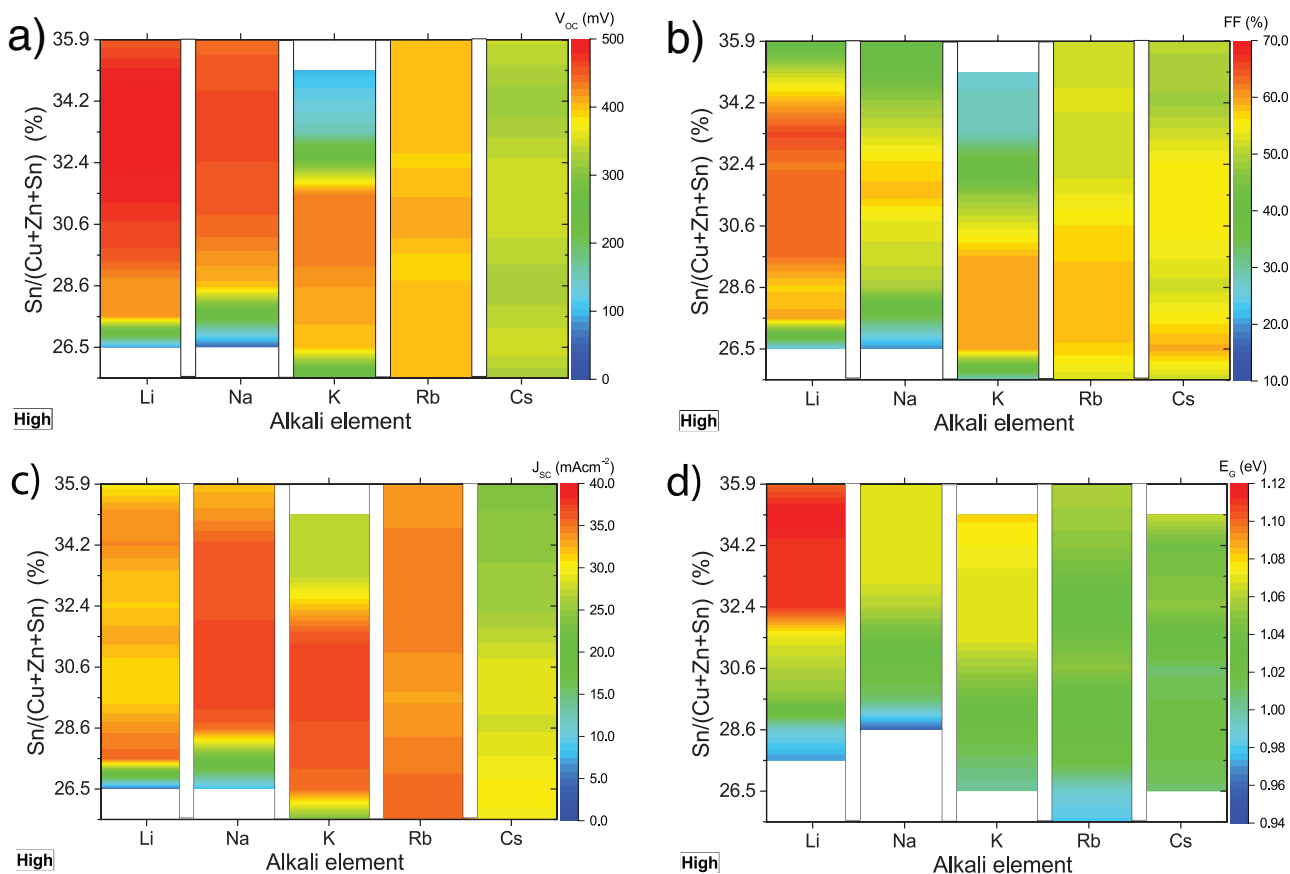 a)
V_OC (mV)
Sn/(Cu+Zn+Sn) (%)
35.9
34.2
32.4
30.6
28.6
26.5
500
400
300
200
100
0
Li Na K Rb Cs
High
Alkali element
b)
FF (%)
Sn/(Cu+Zn+Sn) (%)
35.9
34.2
32.4
30.6
28.6
26.5
70.0
60.0
50.0
40.0
30.0
20.0
10.0
Li Na K Rb Cs
High
Alkali element
c)
J_SC (mAcm⁻²)
Sn/(Cu+Zn+Sn) (%)
35.9
34.2
32.4
30.6
28.6
26.5
40.0
35.0
30.0
25.0
20.0
15.0
10.0
5.0
0.0
Li Na K Rb Cs
High
Alkali element
d)
E_G (eV)
Sn/(Cu+Zn+Sn) (%)
35.9
34.2
32.4
30.6
28.6
26.5
1.12
1.10
1.08
1.06
1.04
1.02
1.00
0.98
0.96
0.94
Li Na K Rb Cs
High
Alkali element